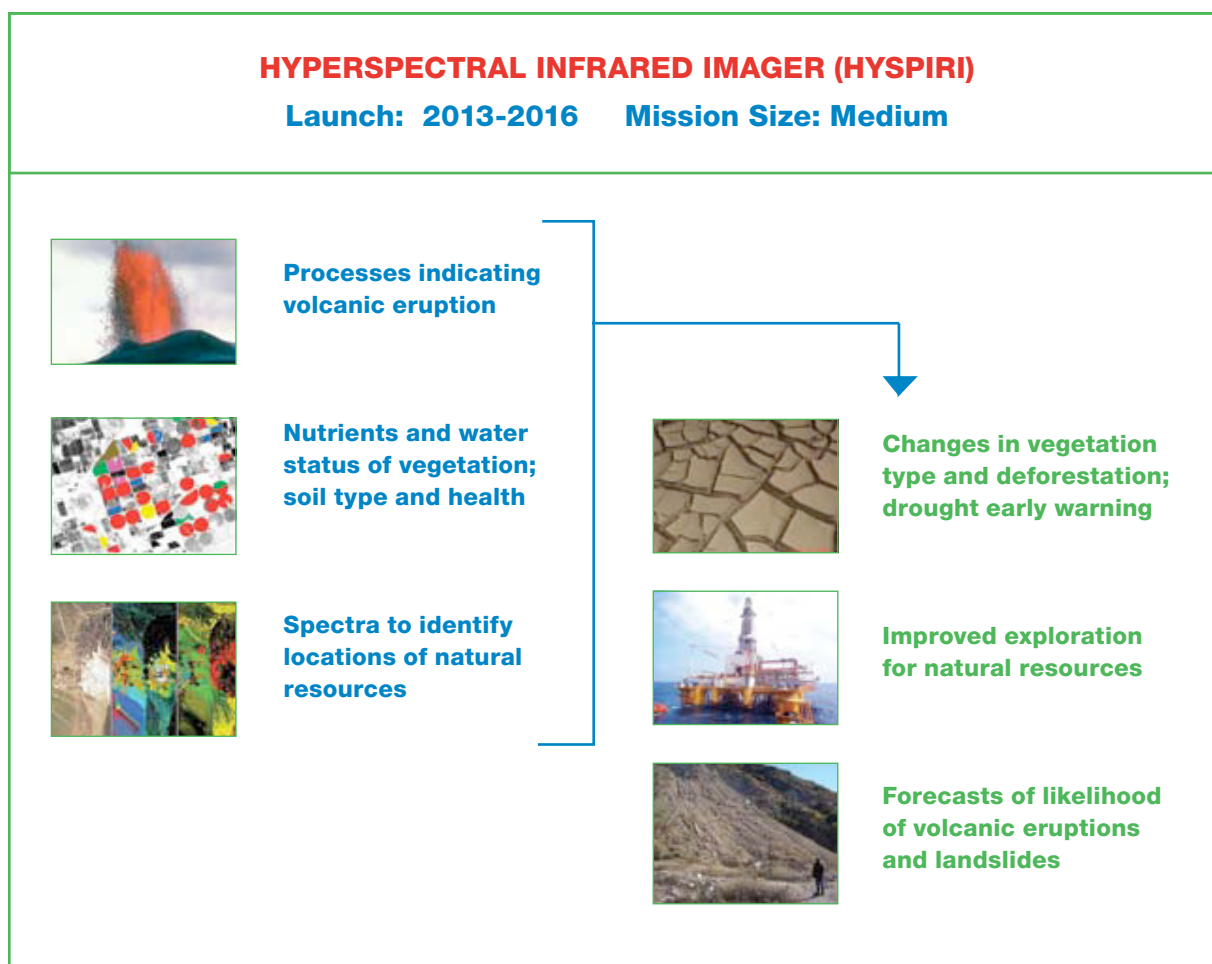 HYPERSPECTRAL INFRARED IMAGER (HYSPIRI)
Launch: 2013-2016 Mission Size: Medium
Processes indicating
volcanic eruption
Nutrients and water
status of vegetation;
soil type and health
Spectra to identify
locations of natural
resources
Changes in vegetation
type and deforestation;
drought early warning
Improved exploration
for natural resources
Forecasts of likelihood
of volcanic eruptions
and landslides